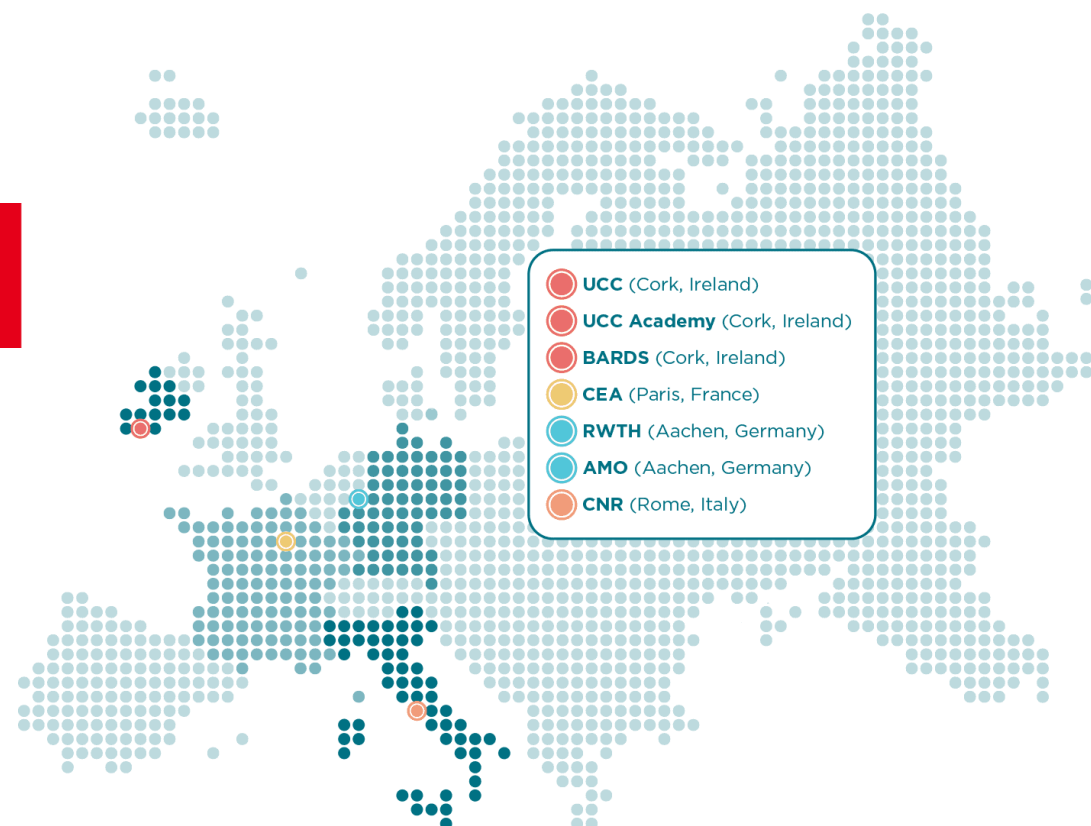 UCC (Cork, Ireland)
UCC Academy (Cork, Ireland)
BARDS (Cork, Ireland)
CEA (Paris, France)
RWTH (Aachen, Germany)
AMO (Aachen, Germany)
CNR (Rome, Italy)